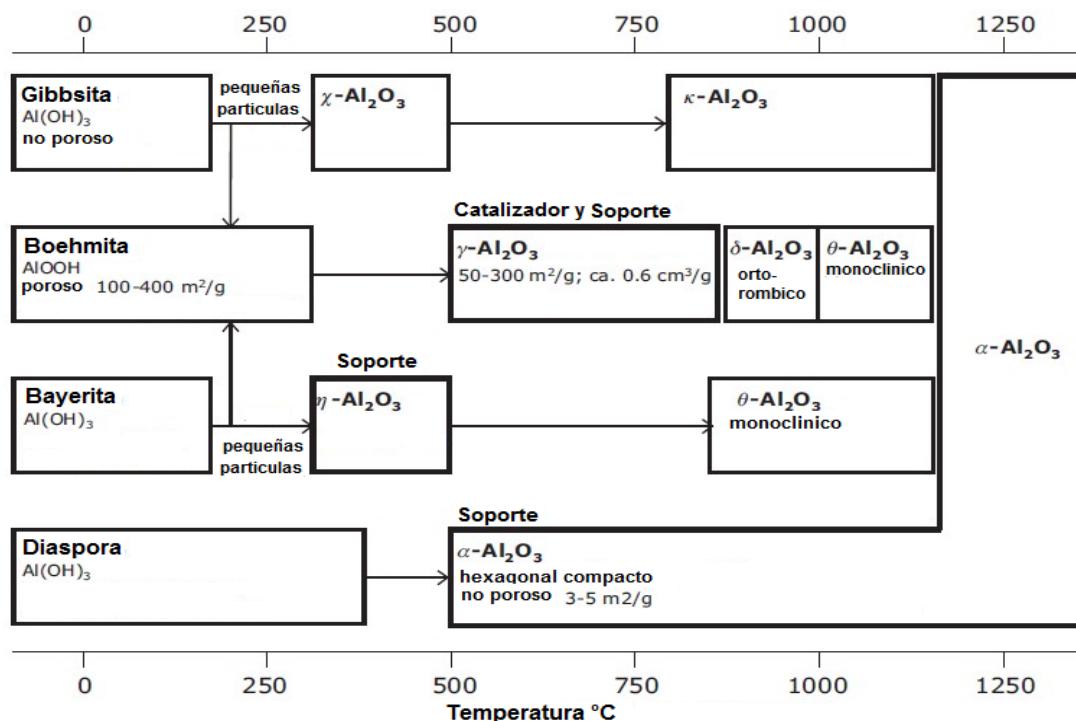 0 250 500 750 1000 1250
Gibbsita
Al(OH)₃
no poroso
pequeñas
particulas
χ-Al₂O₃
κ-Al₂O₃
Boehmita
AlOOH
poroso 100-400 m²/g
Catalizador y Soporte
γ-Al₂O₃
50-300 m²/g; ca. 0.6 cm³/g
δ-Al₂O₃
orto-
rombico
θ-Al₂O₃
monoclinico
α-Al₂O₃
Bayerita
Al(OH)₃
pequeñas
particulas
Soporte
η-Al₂O₃
θ-Al₂O₃
monoclinico
Diaspora
Al(OH)₃
Soporte
α-Al₂O₃
hexagonal compacto
no poroso 3-5 m2/g
0 250 500 750 1000 1250
Temperatura °C